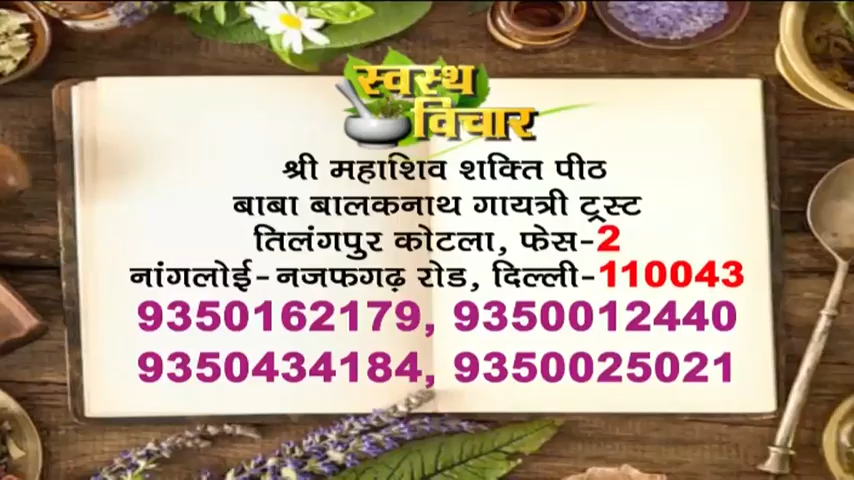 स्वस्थ
विचार
श्री महाशिव शक्ति पीठ
बाबा बालकनाथ गायत्री ट्रस्ट
तिलंगपुर कोटला, फेस-2
नांगलोई-नजफगढ़ रोड, दिल्ली-110043
9350162179, 9350012440
9350434184, 9350025021